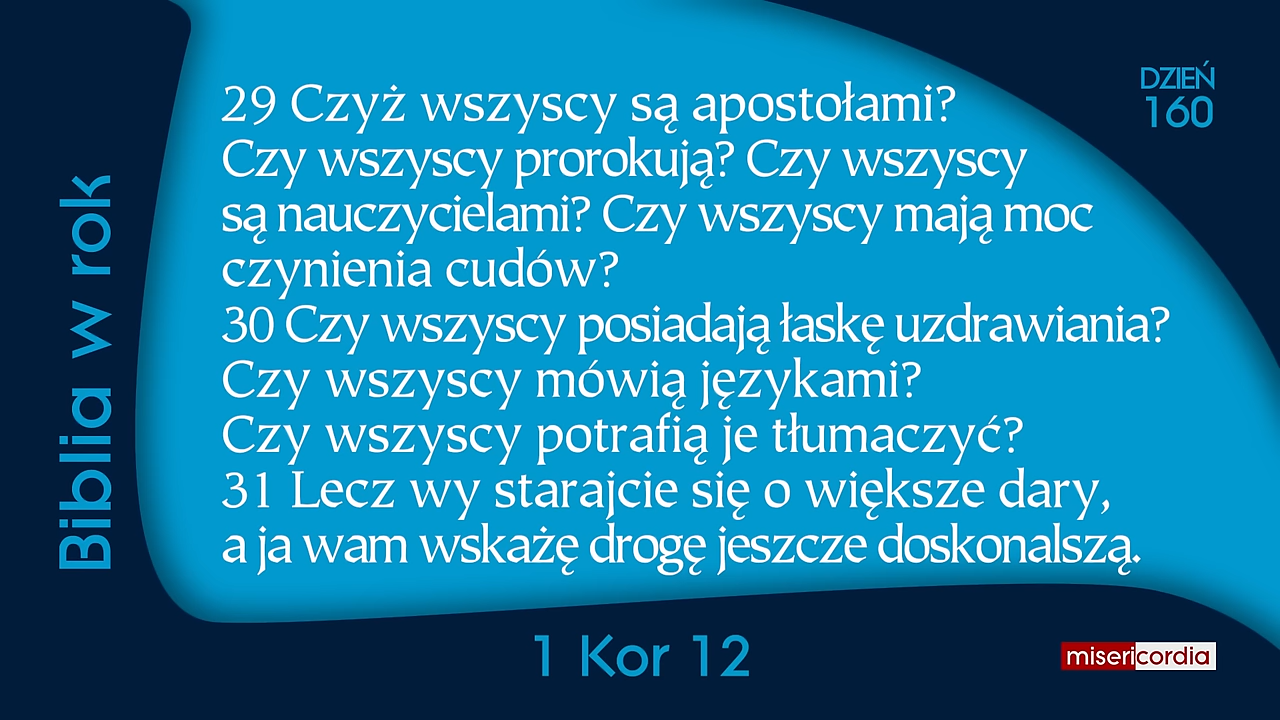 DZIEŃ
160
29 Czyż wszyscy są apostołami?
Czy wszyscy prorokują? Czy wszyscy
są nauczycielami? Czy wszyscy mają moc
czynienia cudów?
30 Czy wszyscy posiadają łaskę uzdrawiania?
Czy wszyscy mówią językami?
Czy wszyscy potrafią je tłumaczyć?
31 Lecz wy starajcie się o większe dary,
a ja wam wskażę drogę jeszcze doskonalszą.
Biblia w rok
1 Kor 12
misericordia